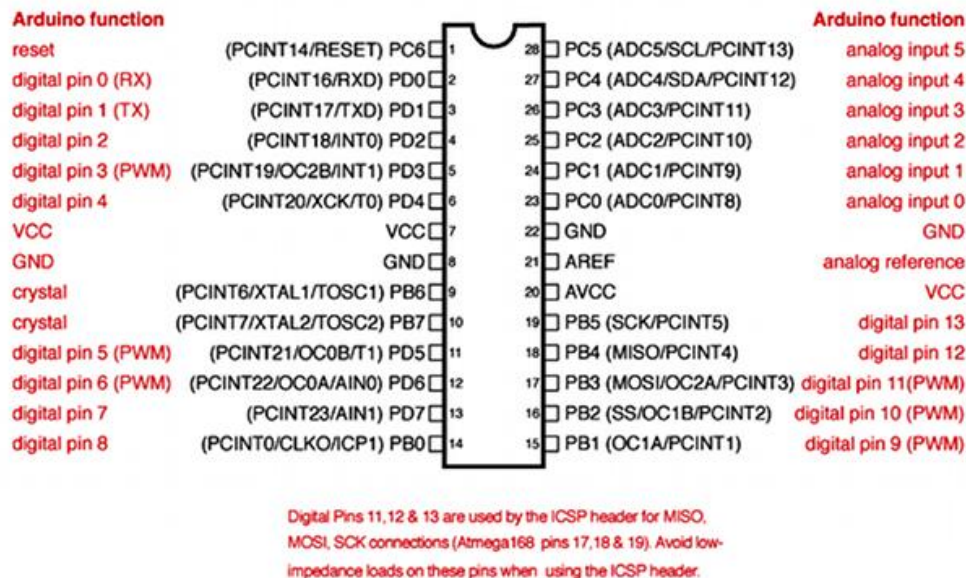 Arduino function Arduino function
reset (PCINT14/RESET) PC6 1 28 PC5 (ADC5/SCL/PCINT13) analog input 5
digital pin 0 (RX) (PCINT16/RXD) PD0 2 27 PC4 (ADC4/SDA/PCINT12) analog input 4
digital pin 1 (TX) (PCINT17/TXD) PD1 3 26 PC3 (ADC3/PCINT11) analog input 3
digital pin 2 (PCINT18/INT0) PD2 4 25 PC2 (ADC2/PCINT10) analog input 2
digital pin 3 (PWM) (PCINT19/OC2B/INT1) PD3 5 24 PC1 (ADC1/PCINT9) analog input 1
digital pin 4 (PCINT20/XCK/T0) PD4 6 23 PC0 (ADC0/PCINT8) analog input 0
VCC VCC 7 22 GND GND
GND GND 8 21 AREF analog reference
crystal (PCINT6/XTAL1/TOSC1) PB6 9 20 AVCC VCC
crystal (PCINT7/XTAL2/TOSC2) PB7 10 19 PB5 (SCK/PCINT5) digital pin 13
digital pin 5 (PWM) (PCINT21/OC0B/T1) PD5 11 18 PB4 (MISO/PCINT4) digital pin 12
digital pin 6 (PWM) (PCINT22/OC0A/AIN0) PD6 12 17 PB3 (MOSI/OC2A/PCINT3) digital pin 11(PWM)
digital pin 7 (PCINT23/AIN1) PD7 13 16 PB2 (SS/OC1B/PCINT2) digital pin 10 (PWM)
digital pin 8 (PCINT0/CLKO/ICP1) PB0 14 15 PB1 (OC1A/PCINT1) digital pin 9 (PWM)
Digital Pins 11,12 & 13 are used by the ICSP header for MISO,
MOSI, SCK connections (Atmega168 pins 17,18 & 19). Avoid low-
impedance loads on these pins when using the ICSP header.